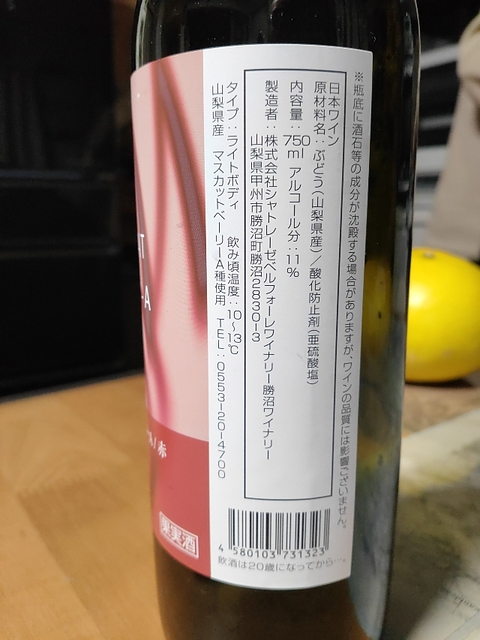 ※瓶底に酒石等の成分が沈殿する場合がありますが、ワインの品質には影響ございません。
日本ワイン
原材料名：ぶどう(山梨県産)／酸化防止剤(亜硫酸塩)
内容量：750ml アルコール分：11%
製造者：株式会社シャトレーゼベルフォーレワイナリー勝沼ワイナリー
山梨県甲州市勝沼町勝沼2830-3
タイプ：ライトボディ 飲み頃温度：10〜13℃
山梨県産 マスカットベーリーA種使用 TEL：0553-20-4700
4 580103 731323
飲酒は20歳になってから…。
-A
/赤
果実酒